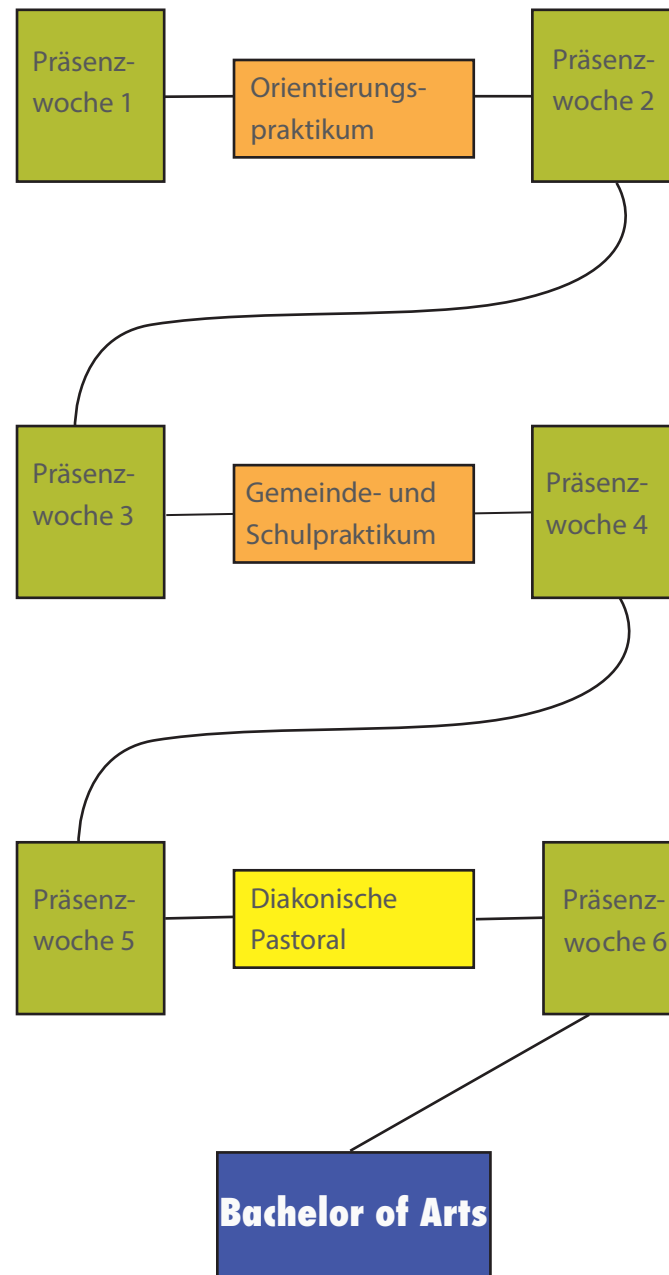 Präsenz-
woche 1
Orientierungs-
praktikum
Präsenz-
woche 2
Präsenz-
woche 3
Gemeinde- und
Schulpraktikum
Präsenz-
woche 4
Präsenz-
woche 5
Diakonische
Pastoral
Präsenz-
woche 6
Bachelor of Arts